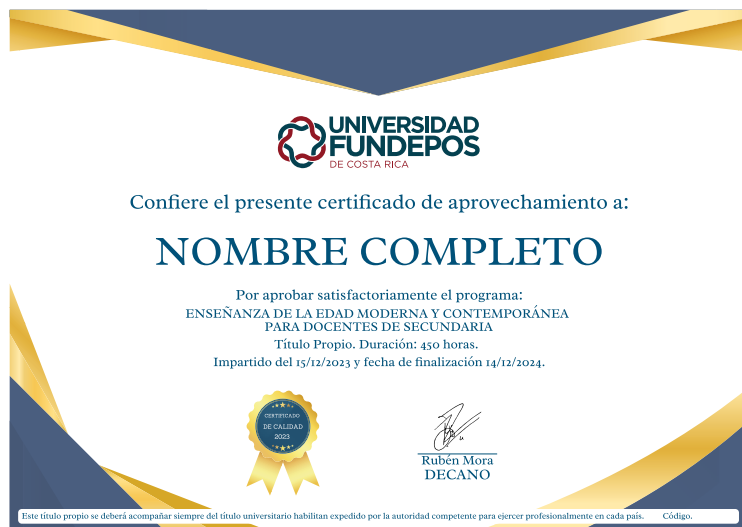 UNIVERSIDAD
FUNDEPOS
DE COSTA RICA
Confiere el presente certificado de aprovechamiento a:
NOMBRE COMPLETO
Por aprobar satisfactoriamente el programa:
ENSEÑANZA DE LA EDAD MODERNA Y CONTEMPORÁNEA
PARA DOCENTES DE SECUNDARIA
Título Propio. Duración: 450 horas.
Impartido del 15/12/2023 y fecha de finalización 14/12/2024.
CERTIFICADO
DE CALIDAD
2023
Rubén Mora
DECANO
Este título propio se deberá acompañar siempre del título universitario habilitan expedido por la autoridad competente para ejercer profesionalmente en cada país. Código.